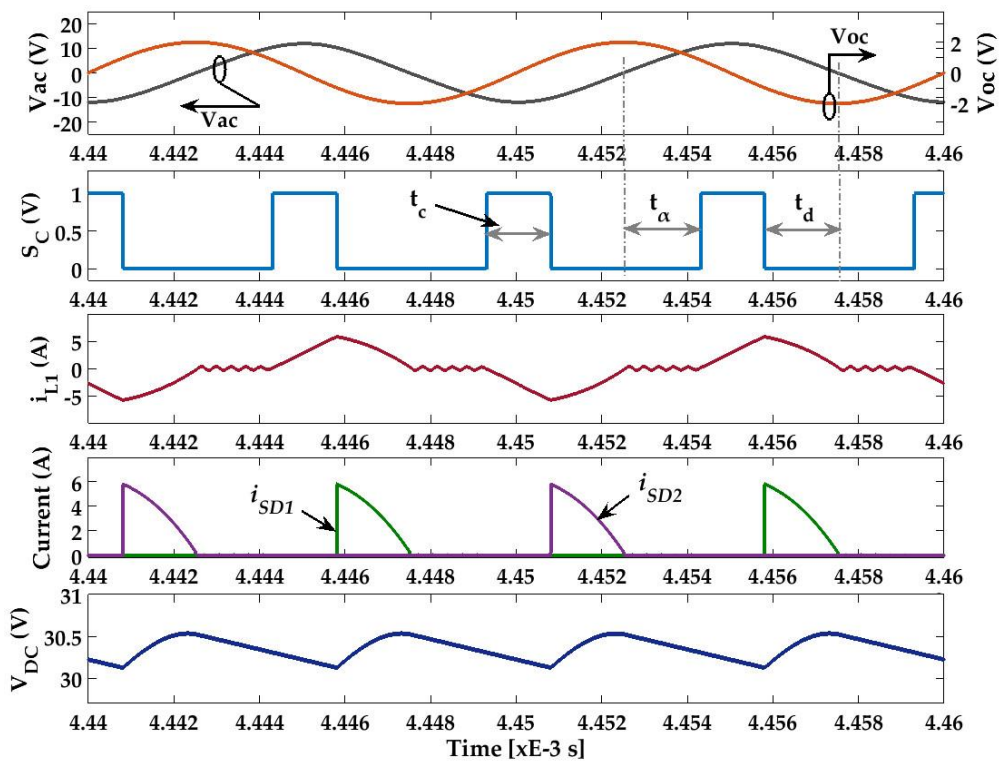 Vac (V)
20
10
0
-10
-20
Vac
Voc
2
0
-2
Voc (V)
4.44 4.442 4.444 4.446 4.448 4.45 4.452 4.454 4.456 4.458 4.46
S_C (V)
1
0.5
0
t_c
t_α
t_d
4.44 4.442 4.444 4.446 4.448 4.45 4.452 4.454 4.456 4.458 4.46
i_L1 (A)
5
0
-5
4.44 4.442 4.444 4.446 4.448 4.45 4.452 4.454 4.456 4.458 4.46
Current (A)
6
4
2
0
i_SD1
i_SD2
4.44 4.442 4.444 4.446 4.448 4.45 4.452 4.454 4.456 4.458 4.46
V_DC (V)
31
30.5
30
4.44 4.442 4.444 4.446 4.448 4.45 4.452 4.454 4.456 4.458 4.46
Time [xE-3 s]